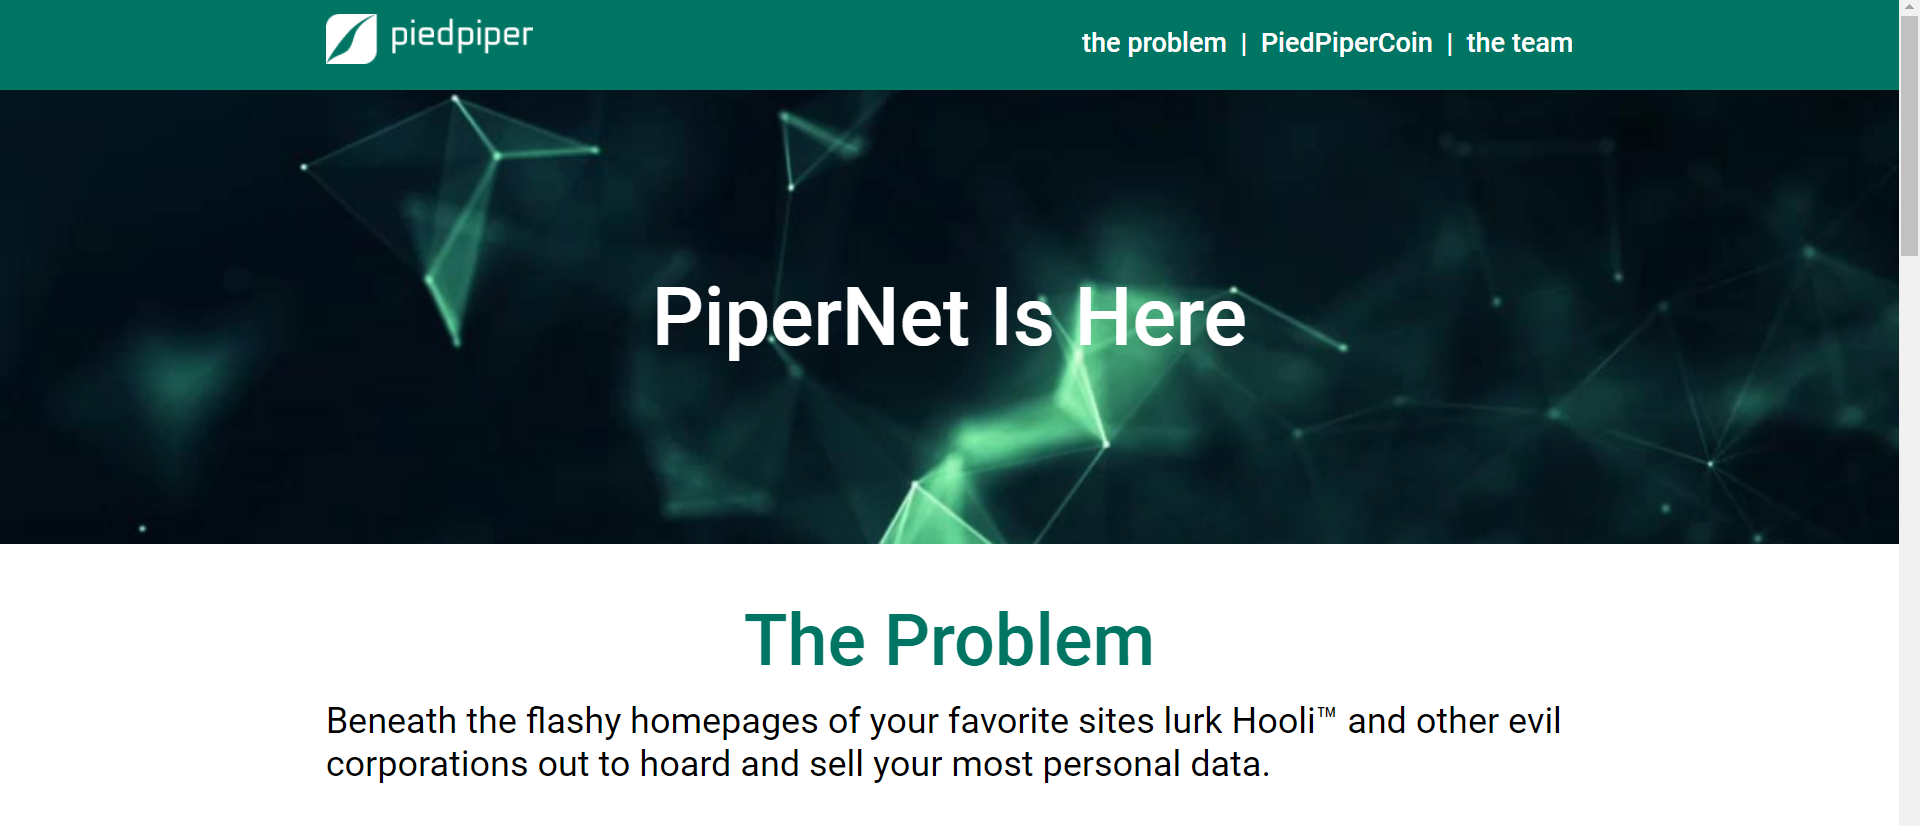 piedpiper
the problem | PiedPiperCoin | the team
PiperNet Is Here
The Problem
Beneath the flashy homepages of your favorite sites lurk Hooli™ and other evil
corporations out to hoard and sell your most personal data.